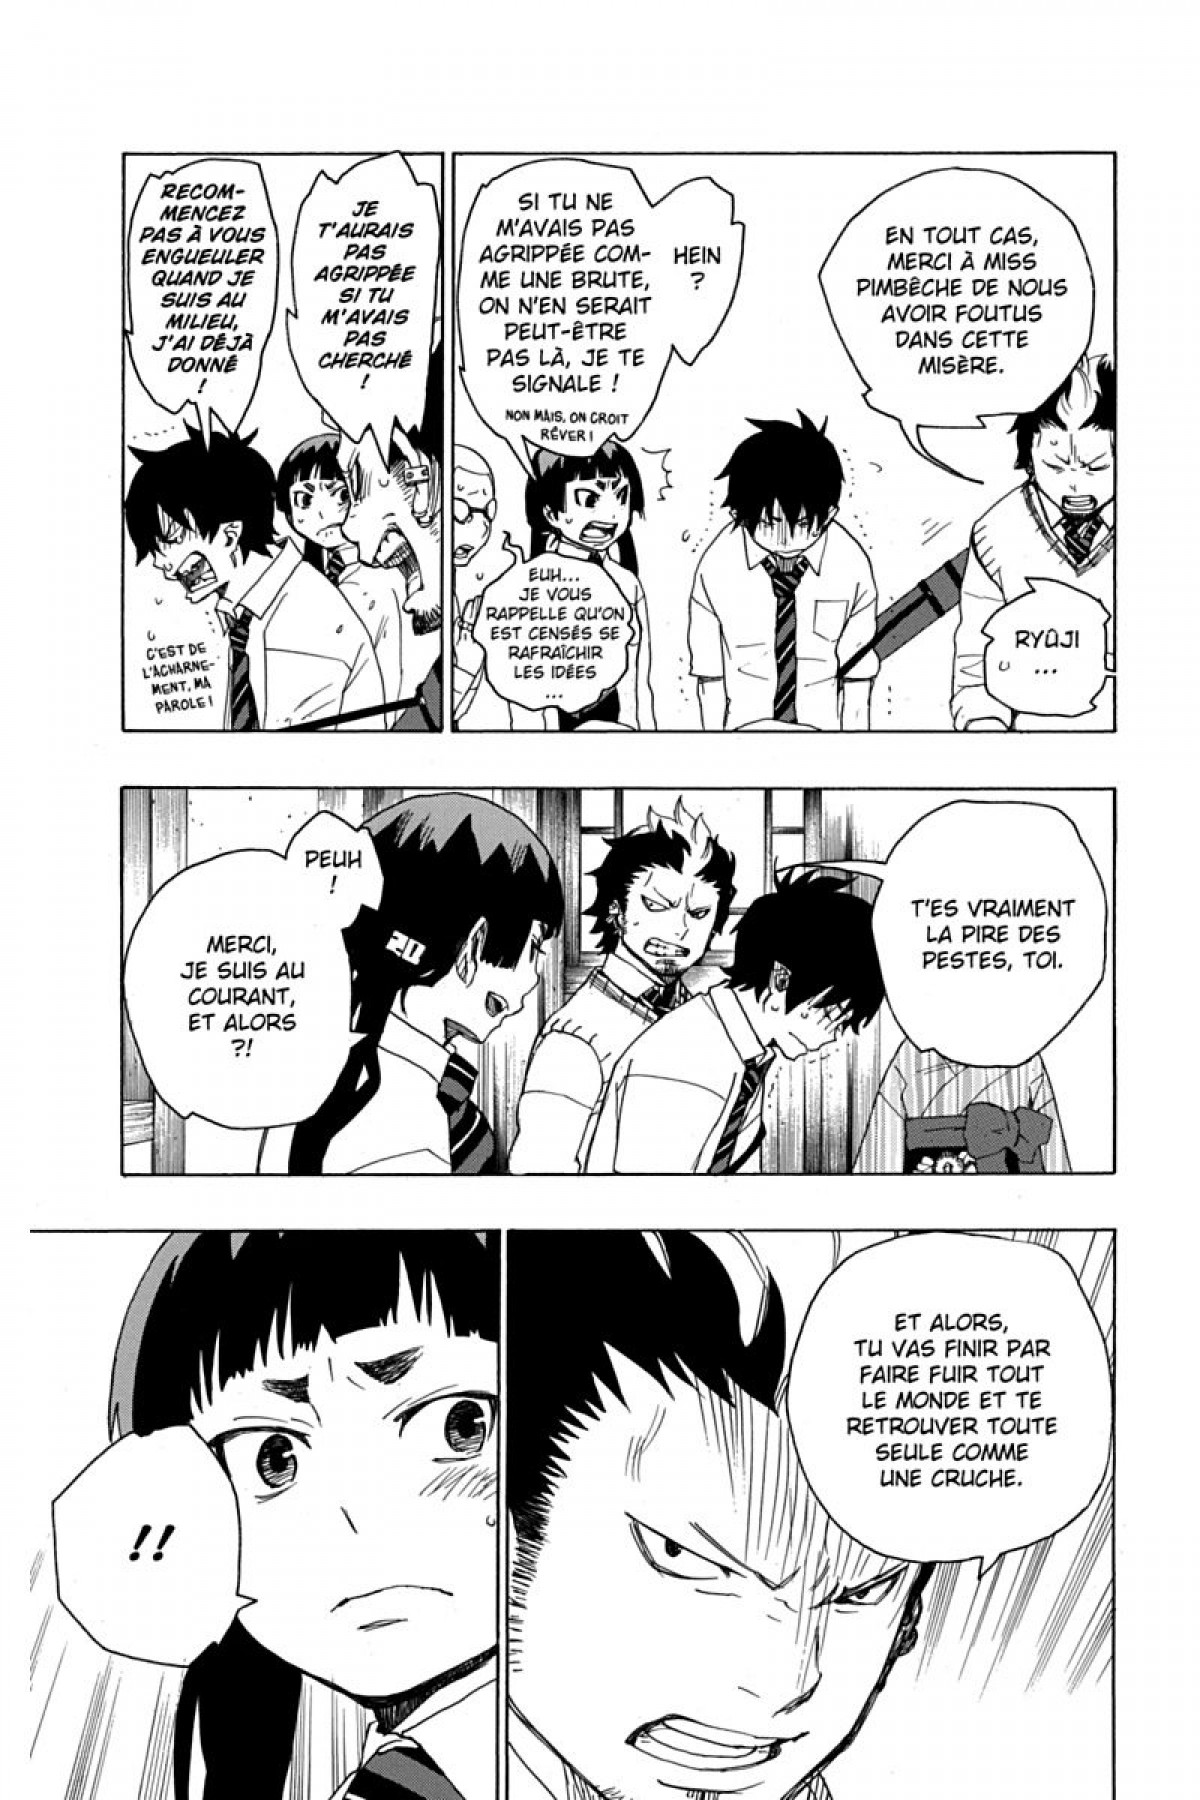 EN TOUT CAS,
MERCI À MISS
PIMBÊCHE DE NOUS
AVOIR FOUTUS
DANS CETTE
MISÈRE.
RYÛJI
...
HEIN
?
SI TU NE
M'AVAIS PAS
AGRIPPÉE COM-
ME UNE BRUTE,
ON N'EN SERAIT
PEUT-ÊTRE
PAS LÀ, JE TE
SIGNALE !
NON MAIS, ON CROIT
RÊVER !
EUH...
JE VOUS
RAPPELLE QU'ON
EST CENSÉS SE
RAFRAÎCHIR
LES IDÉES
...
JE
T'AURAIS
PAS
AGRIPPÉE
SI TU
M'AVAIS
PAS
CHERCHÉ
!
RECOM-
MENCEZ
PAS À VOUS
ENGUEULER
QUAND JE
SUIS AU
MILIEU,
J'AI DÉJÀ
DONNÉ
!
C'EST DE
L'ACHARNE-
MENT, MA
PAROLE !
T'ES VRAIMENT
LA PIRE DES
PESTES, TOI.
PEUH
!
MERCI,
JE SUIS AU
COURANT,
ET ALORS
?!
ET ALORS,
TU VAS FINIR PAR
FAIRE FUIR TOUT
LE MONDE ET TE
RETROUVER TOUTE
SEULE COMME
UNE CRUCHE.
!!